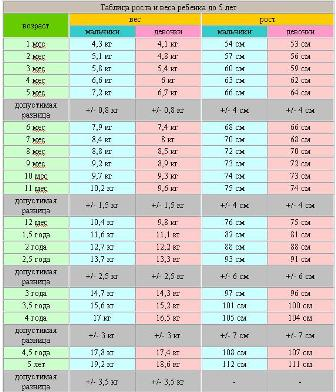 Таблица роста и веса ребенка до 5 лет
возраст вес рост
мальчики девочки мальчики девочки
1 мес 4,3 кг 4,1 кг 54 см 53 см
2 мес 5,1 кг 4,8 кг 57 см 56 см
3 мес 5,8 кг 5,4 кг 60 см 59 см
4 мес 6,6 кг 6 кг 63 см 62 см
5 мес 7,2 кг 6,7 кг 66 см 64 см
допустимая
разница +/- 0,8 кг +/- 0,8 кг +/- 4 см +/- 4 см
6 мес 7,9 кг 7,4 кг 68 см 66 см
7 мес 8,4 кг 8 кг 70 см 68 см
8 мес 8,8 кг 8,5 кг 72 см 70 см
9 мес 9,2 кг 8,9 кг 73 см 73 см
10 мес 9,7 кг 9,3 кг 74 см 73 см
11 мес 10,2 кг 9,6 кг 75 см 74 см
допустимая
разница +/- 1,5 кг +/- 1,5 кг +/- 4 см +/- 4 см
12 мес 10,4 кг 9,8 кг 76 см 75 см
1,5 года 11,6 кг 11,1 кг 82 см 81 см
2 года 12,7 кг 12,2 кг 88 см 88 см
2,5 года 13,7 кг 13,3 кг 93 см 91 см
допустимая
разница +/- 2,5 кг +/- 2,5 кг +/- 6 см +/- 6 см
3 года 14,7 кг 14,3 кг 97 см 96 см
3,5 года 15,6 кг 15,2 кг 101 см 100 см
4 года 17 кг 16,5 кг 105 см 104 см
допустимая
разница +/- 3 кг +/- 3 кг +/- 7 см +/- 7 см
4,5 года 17,8 кг 17,4 кг 108 см 107 см
5 лет 19,2 кг 18,6 кг 112 см 111 см
допустимая
разница +/- 3,5 кг +/- 3,5 кг - -